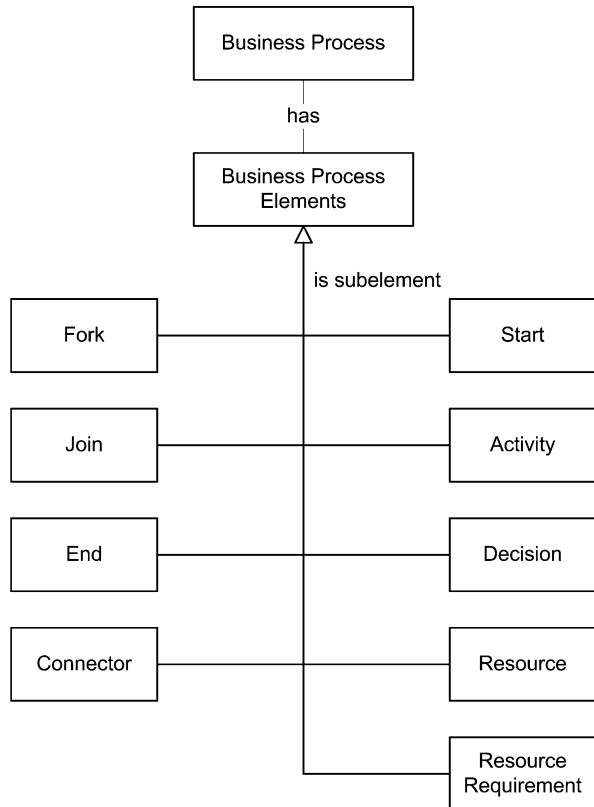 Business Process
has
Business Process
Elements
is subelement
Fork
Start
Join
Activity
End
Decision
Connector
Resource
Resource
Requirement